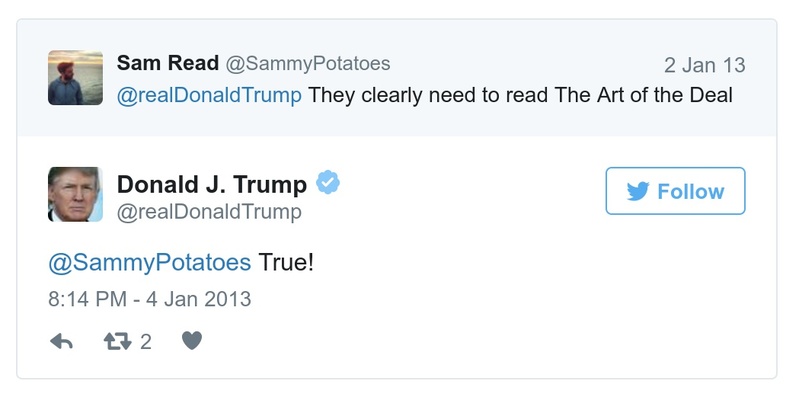 Sam Read @SammyPotatoes 2 Jan 13
@realDonaldTrump They clearly need to read The Art of the Deal
Donald J. Trump
Follow
@realDonaldTrump
@SammyPotatoes True!
8:14 PM - 4 Jan 2013
2